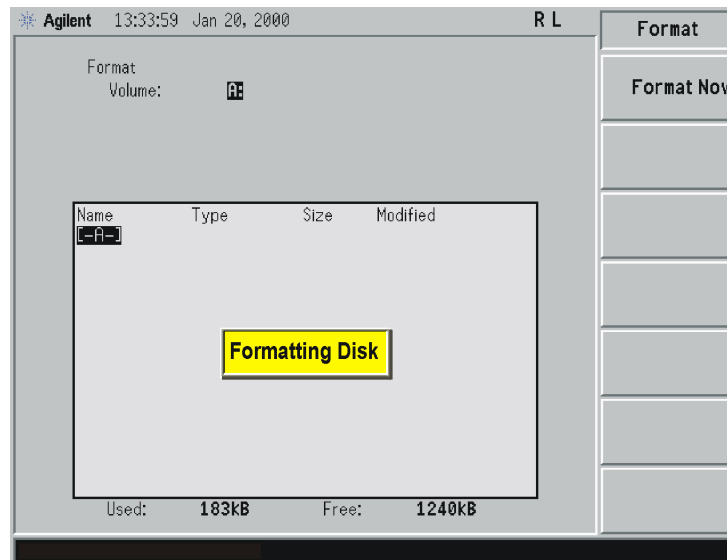 Agilent 13:33:59 Jan 20, 2000 R L
Format
Format
Volume: A:
Format Nov
Name Type Size Modified
[-A-]
Formatting Disk
Used: 183kB Free: 1240kB